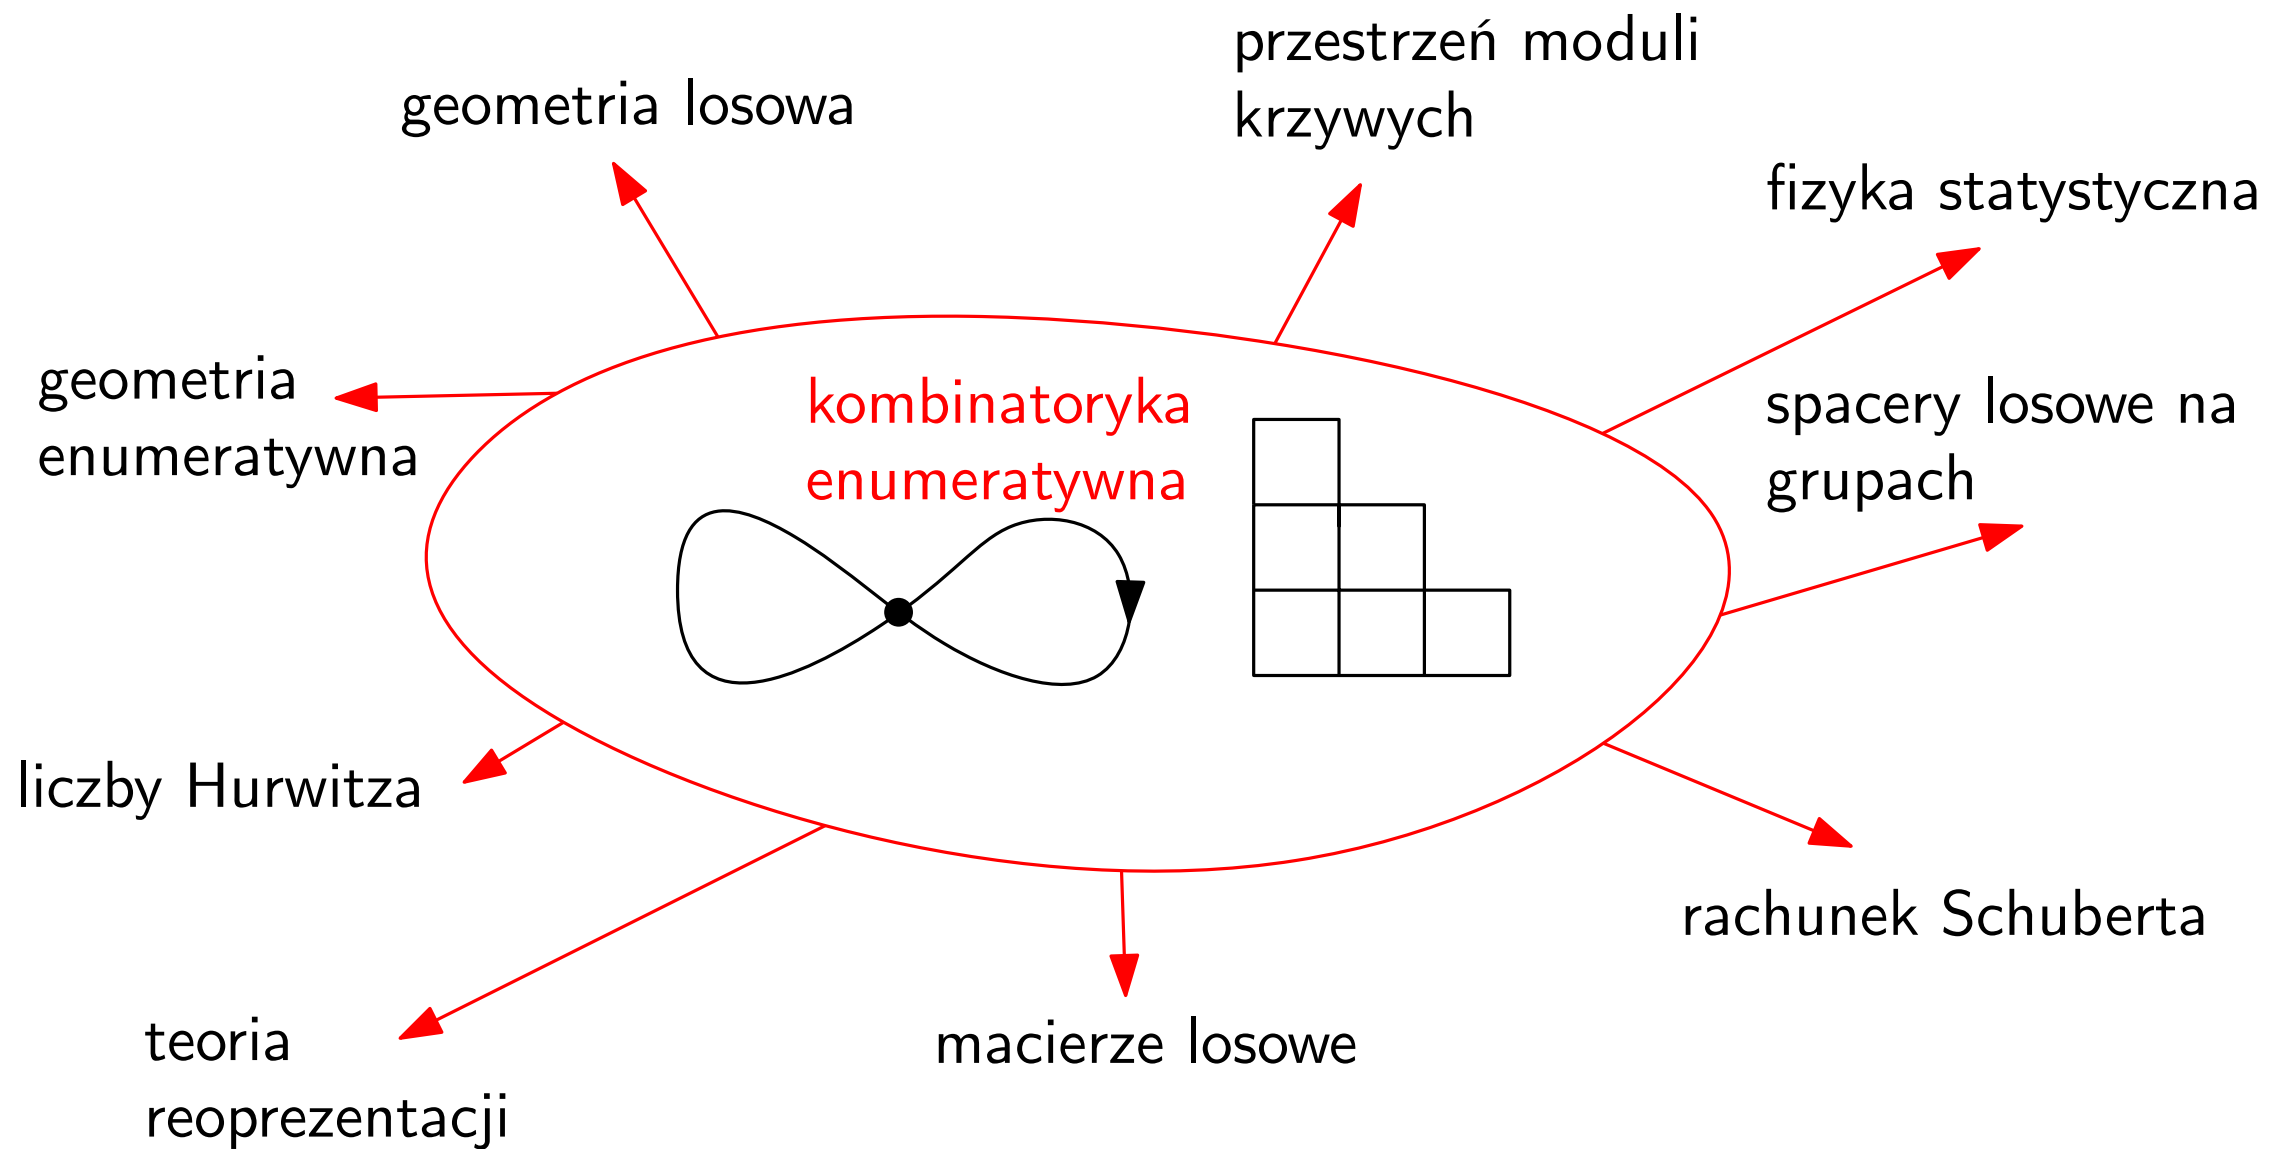 przestrzeń moduli
krzywych
geometria losowa
fizyka statystyczna
geometria
enumeratywna
kombinatoryka
enumeratywna
spacery losowe na
grupach
liczby Hurwitza
rachunek Schuberta
teoria
reoprezentacji
macierze losowe